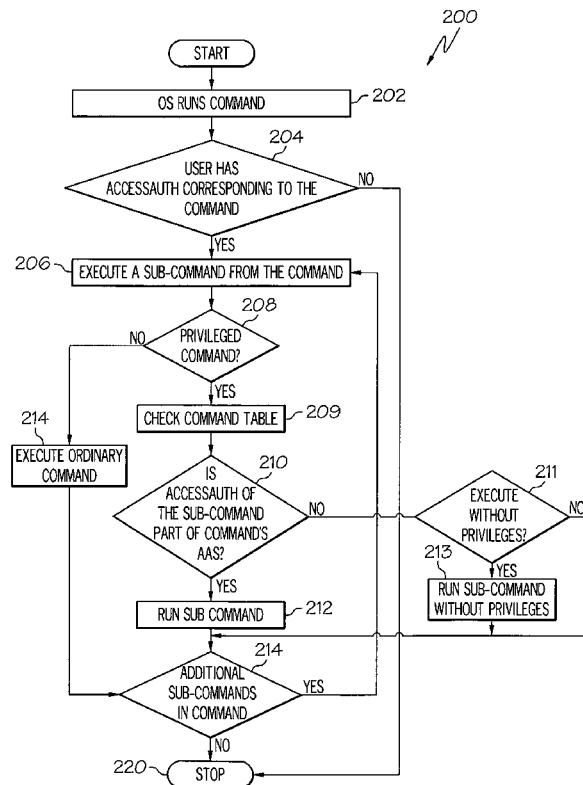 200
START
OS RUNS COMMAND
202
204
USER HAS
ACCESSAUTH CORRESPONDING TO THE
COMMAND
NO
YES
206
EXECUTE A SUB-COMMAND FROM THE COMMAND
208
NO
PRIVILEGED
COMMAND?
YES
CHECK COMMAND TABLE
209
214
EXECUTE ORDINARY
COMMAND
210
IS
ACCESSAUTH OF
THE SUB-COMMAND
PART OF COMMAND'S
AAS?
NO
211
EXECUTE
WITHOUT
PRIVILEGES?
NO
YES
213
RUN SUB-COMMAND
WITHOUT PRIVILEGES
YES
RUN SUB COMMAND
212
214
ADDITIONAL
SUB-COMMANDS
IN COMMAND
YES
NO
220
STOP